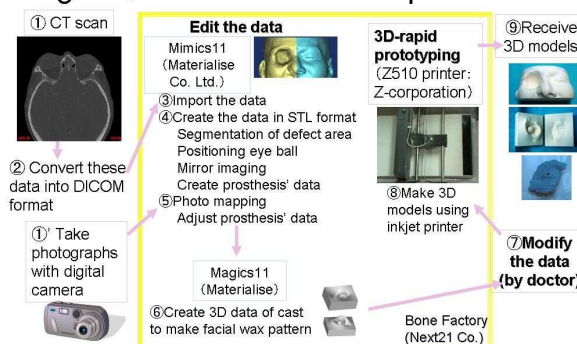 ① CT scan
② Convert these
data into DICOM
format
①’ Take
photographs
with digital
camera
Edit the data
Mimics11
(Materialise
Co. Ltd.)
③Import the data
④Create the data in STL format
Segmentation of defect area
Positioning eye ball
Mirror imaging
Create prosthesis’ data
⑤Photo mapping
Adjust prosthesis’ data
Magics11
(Materialise)
⑥Create 3D data of cast
to make facial wax pattern
3D-rapid
prototyping
(Z510 printer:
Z-corporation)
⑧Make 3D
models using
inkjet printer
Bone Factory
(Next21 Co.)
⑦Modify
the data
(by doctor)
⑨Receive
3D models